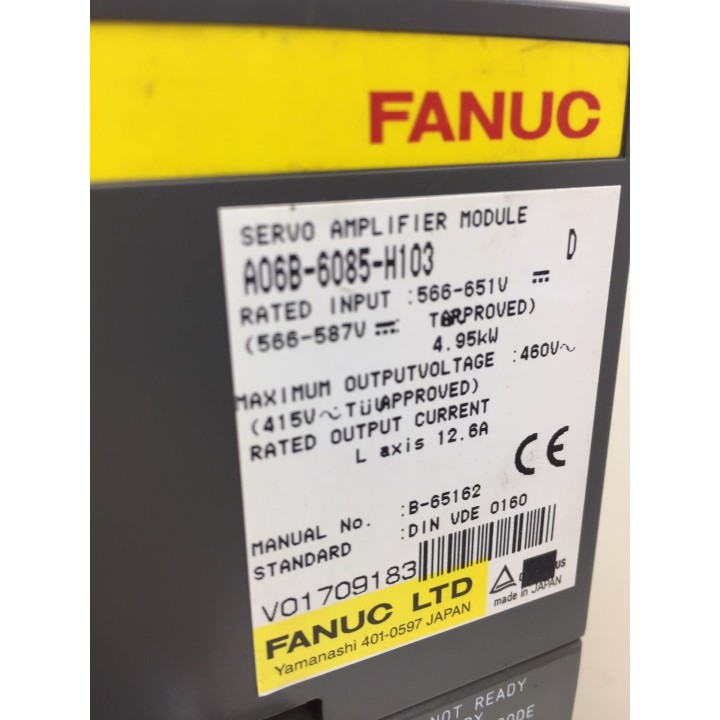 FANUC
SERVO AMPLIFIER MODULE
A06B-6085-H103 D
RATED INPUT :566-651V ⎓
(566-587V ⎓ APPROVED)
4.95kW
MAXIMUM OUTPUTVOLTAGE :460V~
(415V~ TüV APPROVED)
RATED OUTPUT CURRENT
L axis 12.6A
CE
MANUAL No. :B-65162
STANDARD :DIN VDE 0160
V01709183
FANUC LTD
Yamanashi 401-0597 JAPAN
US
made in JAPAN
NOT READY
CODE